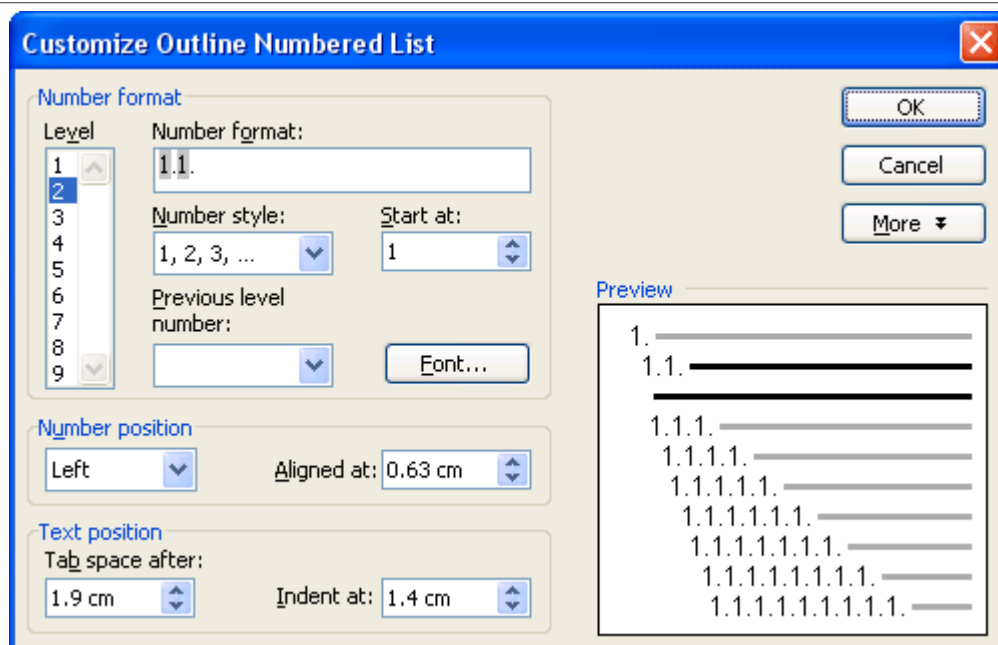 Customize Outline Numbered List
Number format
Level
Number format:
1
2
3
4
5
6
7
8
9
1.1.
Number style:
Start at:
1, 2, 3, ...
1
Previous level
number:
Font...
Number position
Left
Aligned at: 0.63 cm
Text position
Tab space after:
1.9 cm
Indent at: 1.4 cm
OK
Cancel
More
Preview
1.
1.1.
1.1.1.
1.1.1.1.
1.1.1.1.1.
1.1.1.1.1.1.
1.1.1.1.1.1.1.
1.1.1.1.1.1.1.1.
1.1.1.1.1.1.1.1.1.